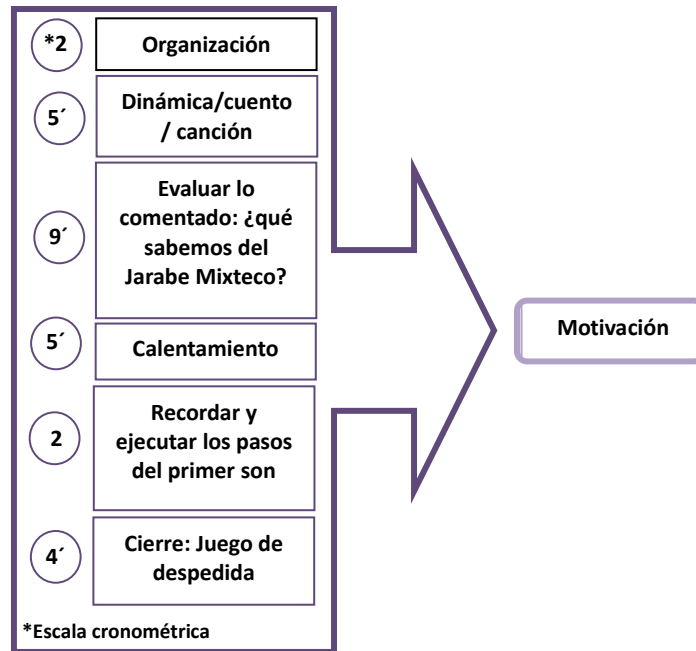 *2
Organización
5´
Dinámica/cuento
/ canción
9´
Evaluar lo
comentado: ¿qué
sabemos del
Jarabe Mixteco?
5´
Calentamiento
2
Recordar y
ejecutar los pasos
del primer son
4´
Cierre: Juego de
despedida
*Escala cronométrica
Motivación